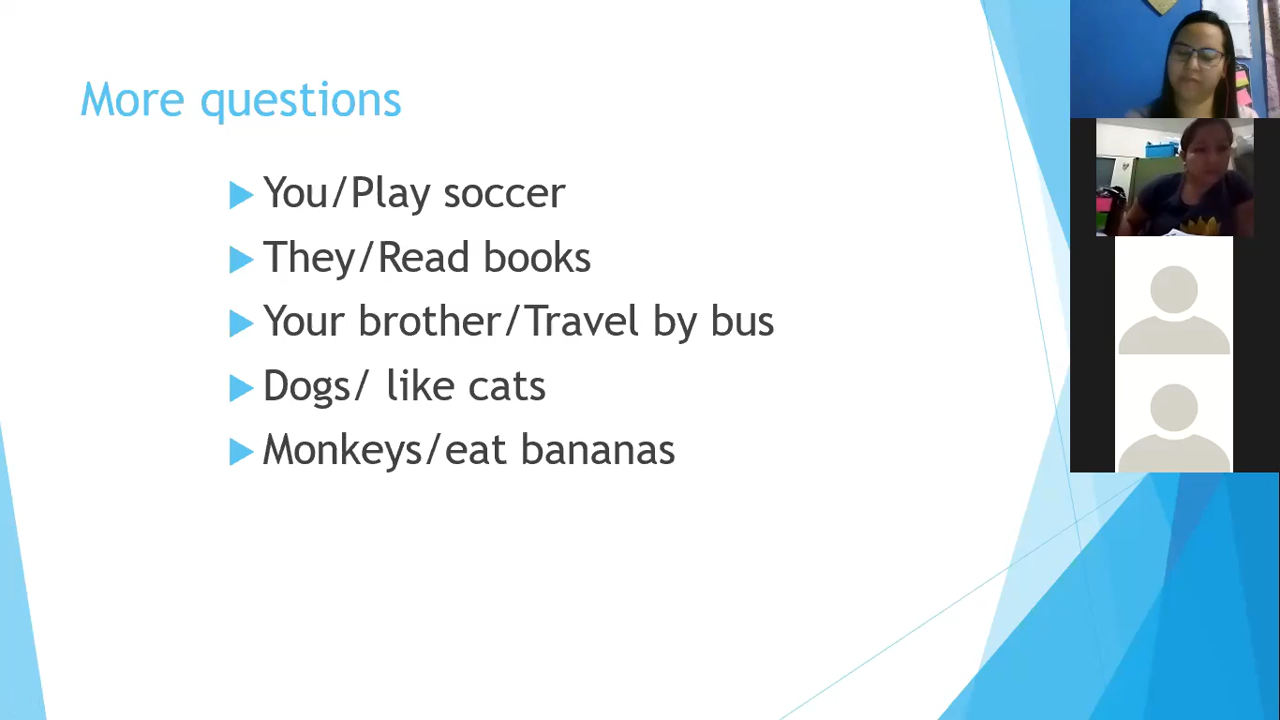 More questions
You/Play soccer
They/Read books
Your brother/Travel by bus
Dogs/ like cats
Monkeys/eat bananas